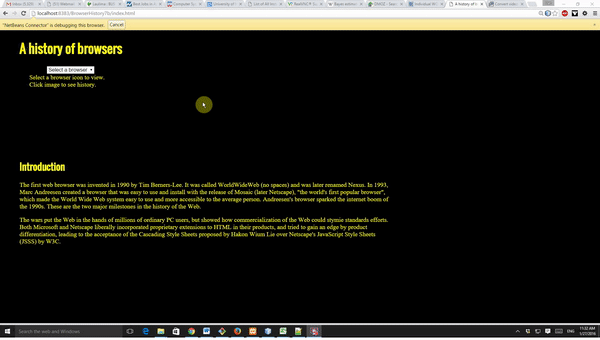 localhost:8383/BrowserHistory7b/index.html
"NetBeans Connector" is debugging this browser. Cancel
A history of browsers
Select a browser
Select a browser icon to view.
Click image to see history.
Introduction
The first web browser was invented in 1990 by Tim Berners-Lee. It was called WorldWideWeb (no spaces) and was later renamed Nexus. In 1993,
Marc Andreesen created a browser that was easy to use and install with the release of Mosaic (later Netscape), "the world's first popular browser",
which made the World Wide Web system easy to use and more accessible to the average person. Andreesen's browser sparked the internet boom of
the 1990s. These are the two major milestones in the history of the Web.
The wars put the Web in the hands of millions of ordinary PC users, but showed how commercialization of the Web could stymie standards efforts.
Both Microsoft and Netscape liberally incorporated proprietary extensions to HTML in their products, and tried to gain an edge by product
differentiation, leading to the acceptance of the Cascading Style Sheets proposed by Hakon Wium Lie over Netscape's JavaScript Style Sheets
(JSSS) by W3C.
Search the web and Windows
ENG
11:32 AM
1/27/2016